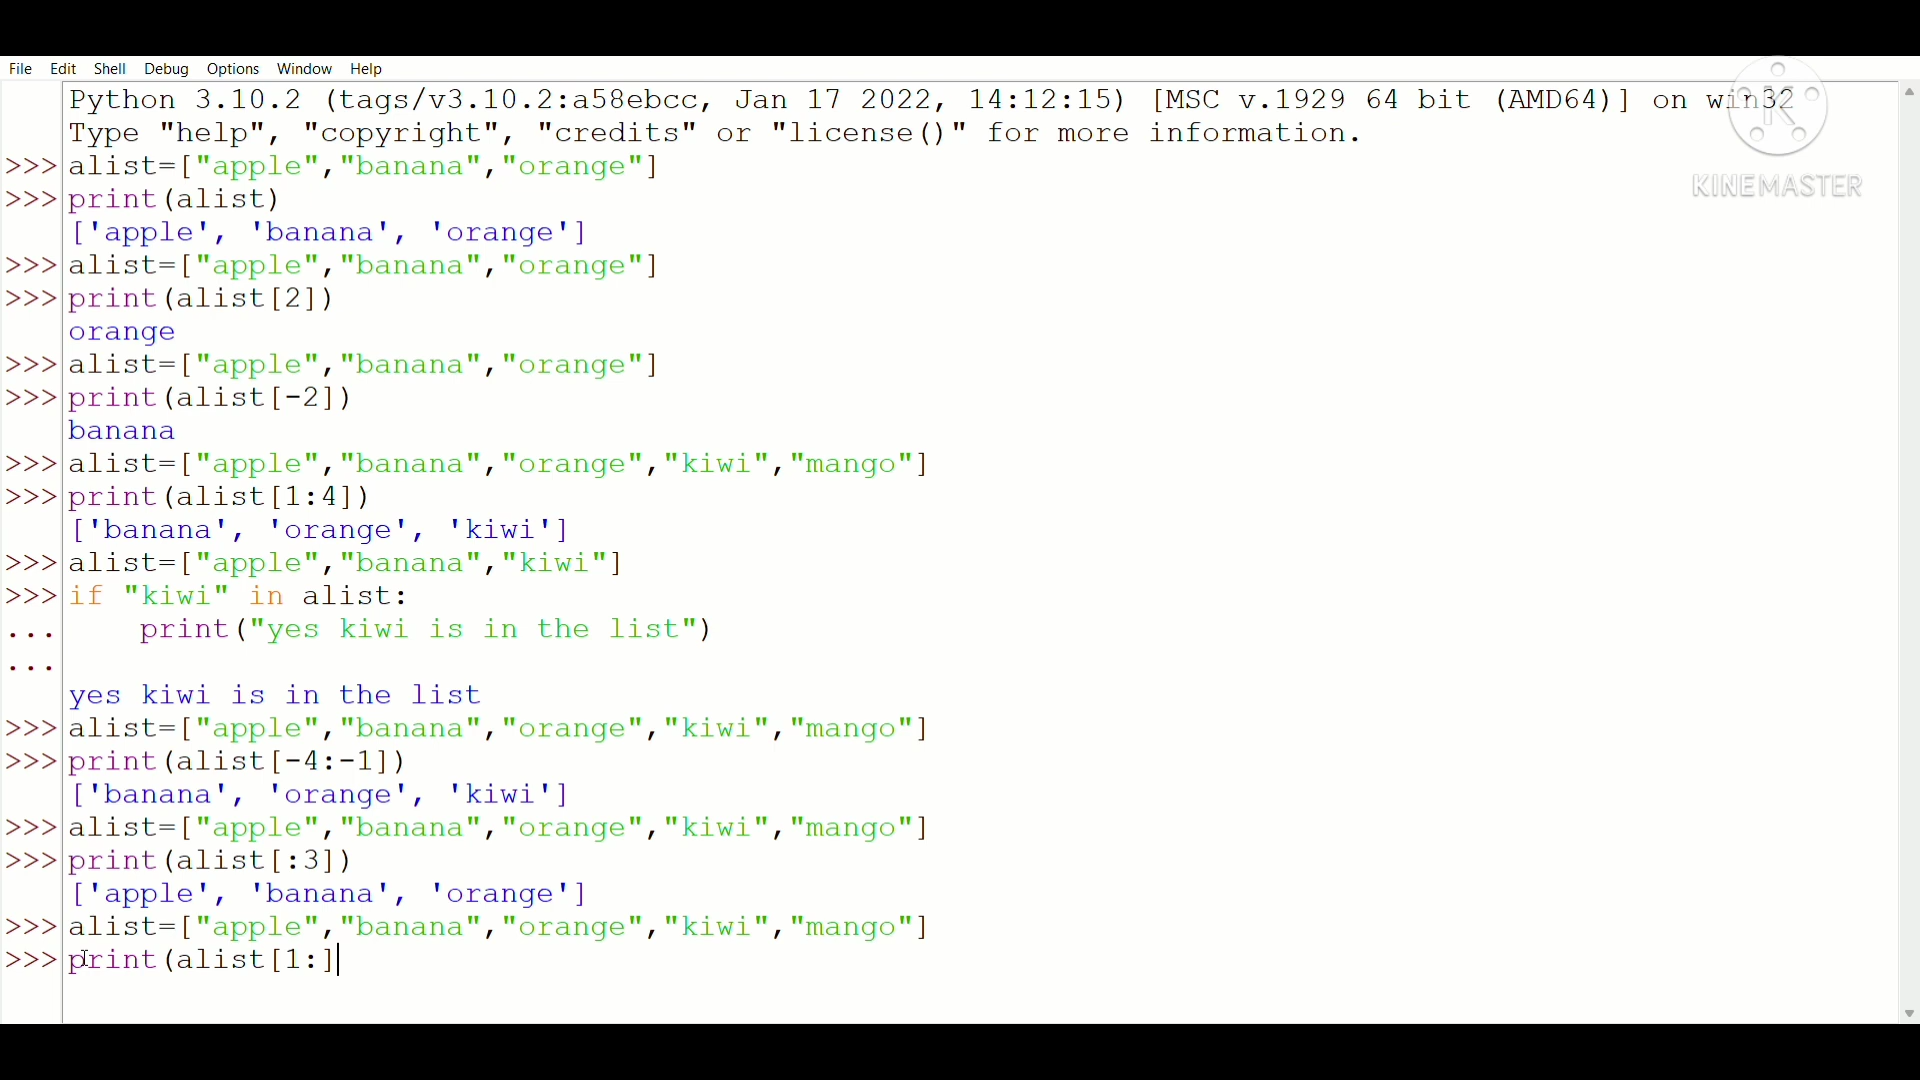 File Edit Shell Debug Options Window Help
Python 3.10.2 (tags/v3.10.2:a58ebcc, Jan 17 2022, 14:12:15) [MSC v.1929 64 bit (AMD64)] on win32
Type "help", "copyright", "credits" or "license()" for more information.
>>> alist=["apple","banana","orange"]
KINEMASTER
>>> print(alist)
['apple', 'banana', 'orange']
>>> alist=["apple","banana","orange"]
>>> print(alist[2])
orange
>>> alist=["apple","banana","orange"]
>>> print(alist[-2])
banana
>>> alist=["apple","banana","orange","kiwi","mango"]
>>> print(alist[1:4])
['banana', 'orange', 'kiwi']
>>> alist=["apple","banana","kiwi"]
>>> if "kiwi" in alist:
...     print("yes kiwi is in the list")
...
yes kiwi is in the list
>>> alist=["apple","banana","orange","kiwi","mango"]
>>> print(alist[-4:-1])
['banana', 'orange', 'kiwi']
>>> alist=["apple","banana","orange","kiwi","mango"]
>>> print(alist[:3])
['apple', 'banana', 'orange']
>>> alist=["apple","banana","orange","kiwi","mango"]
>>> print(alist[1:]